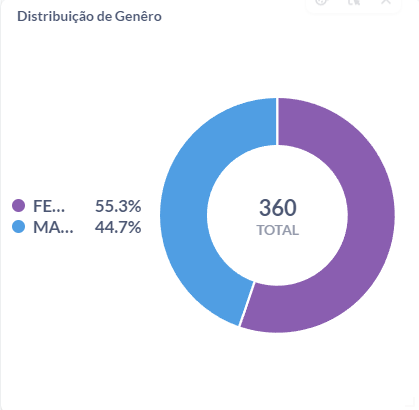 Distribuição de Genêro
FE... 55.3%
MA... 44.7%
360
TOTAL